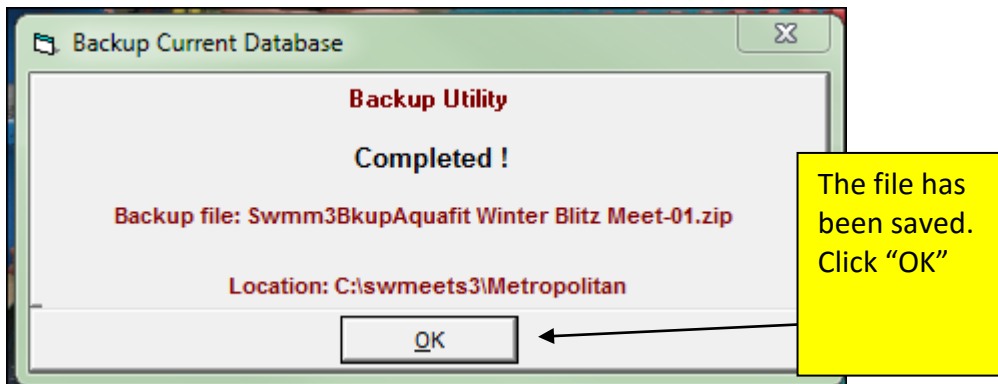 Backup Current Database
Backup Utility
Completed !
Backup file: Swmm3BkupAquafit Winter Blitz Meet-01.zip
Location: C:\swmeets3\Metropolitan
OK
The file has
been saved.
Click “OK”